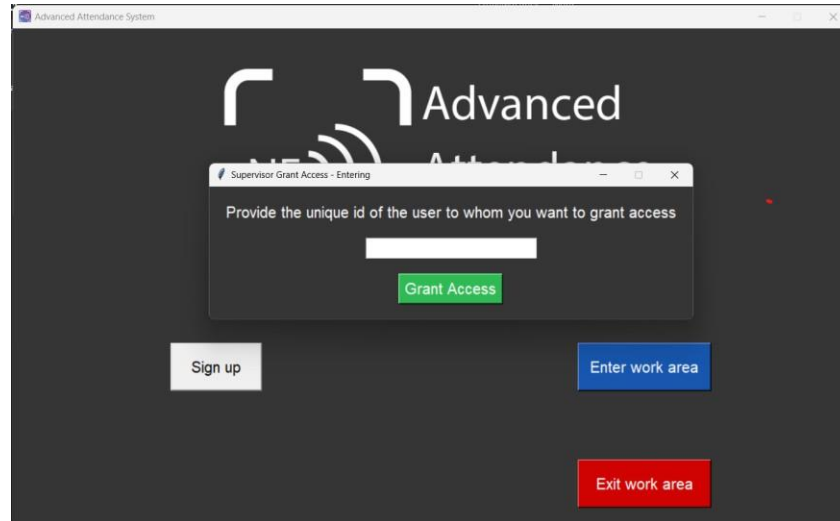 Advanced Attendance System
Advanced
Supervisor Grant Access - Entering
Provide the unique id of the user to whom you want to grant access
Grant Access
Sign up
Enter work area
Exit work area